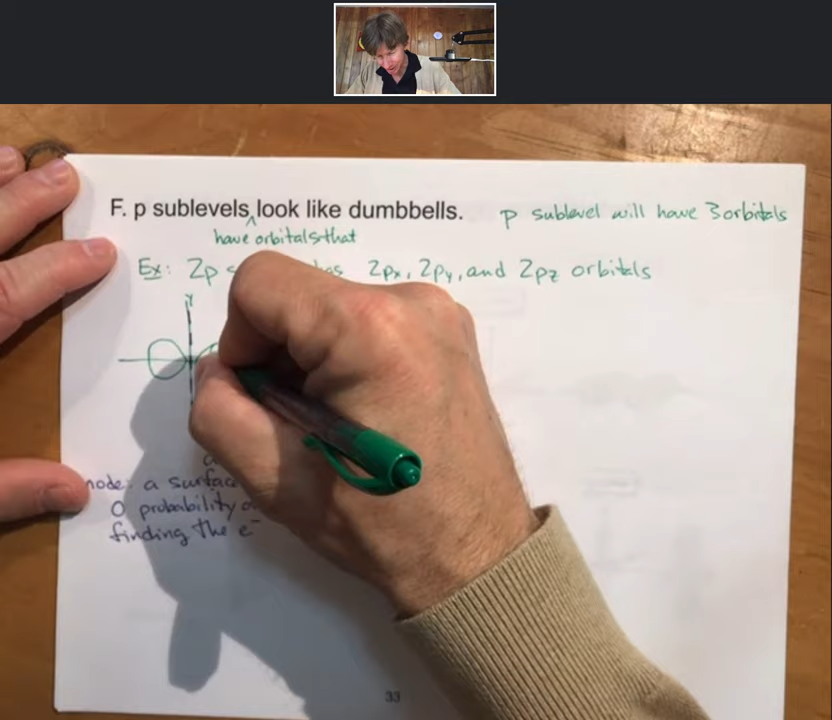 F. p sublevels look like dumbbells. p sublevel will have 3 orbitals
^
have orbitals that
Ex: 2p 2px, 2py, and 2pz orbitals
y
node: a surface
0 probability
finding the e⁻
33